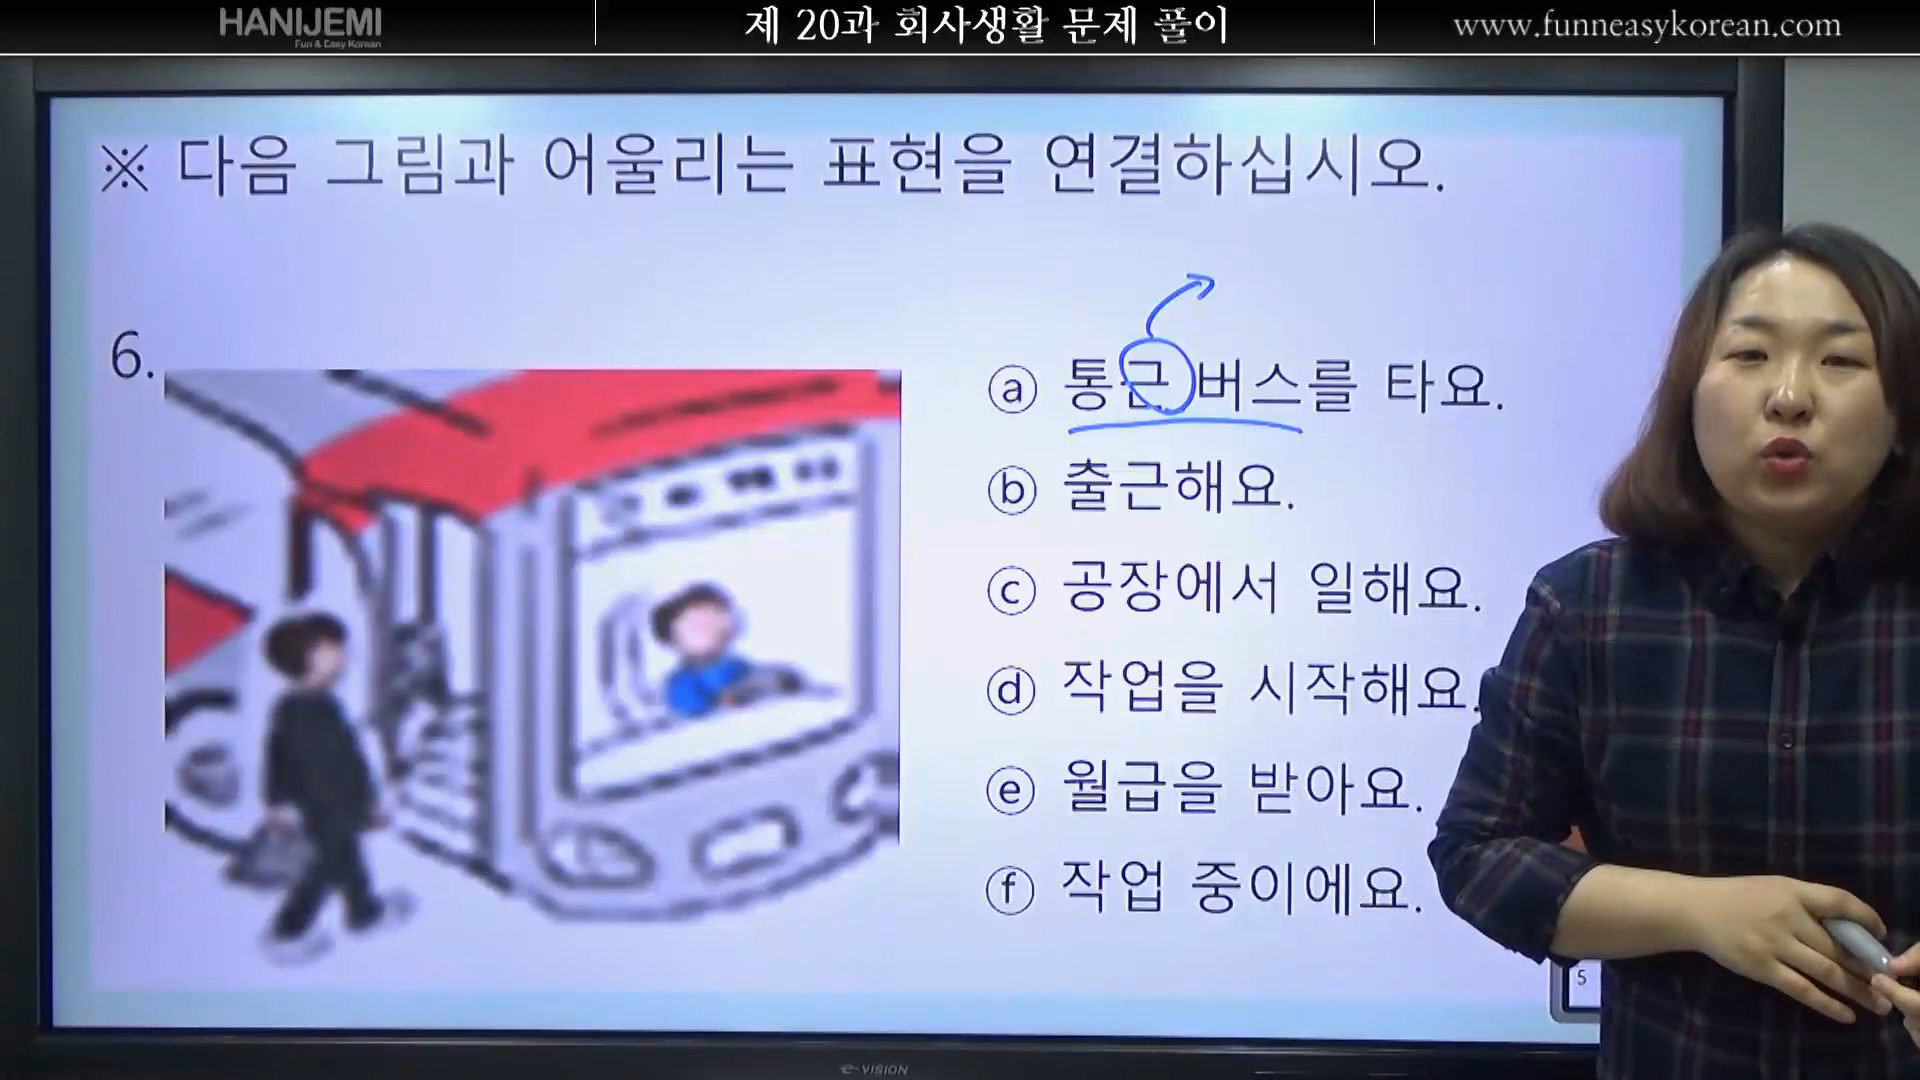 HANIJEMI
Fun & Easy Korean
제 20과 회사생활 문제 풀이
www.funneasykorean.com
※ 다음 그림과 어울리는 표현을 연결하십시오.
6.
ⓐ 통근 버스를 타요.
ⓑ 출근해요.
ⓒ 공장에서 일해요.
ⓓ 작업을 시작해요.
ⓔ 월급을 받아요.
ⓕ 작업 중이에요.
5
e-VISION